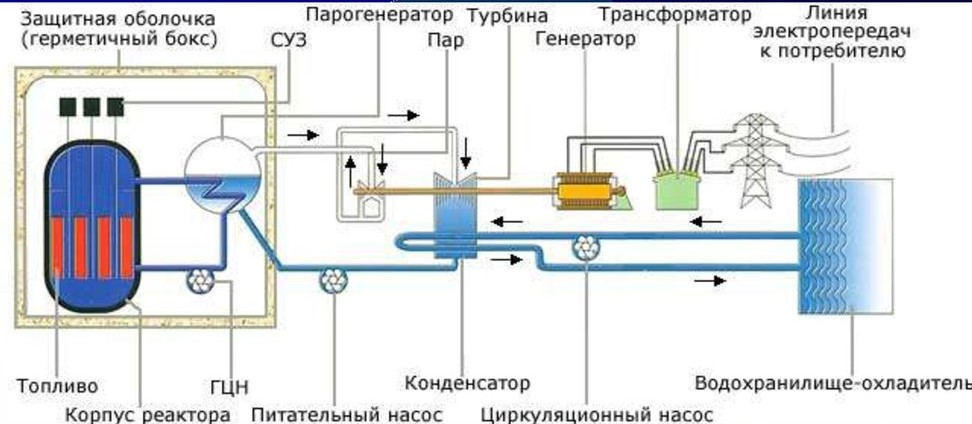 Защитная оболочка
(герметичный бокс)
СУЗ
Парогенератор
Пар
Турбина
Генератор
Трансформатор
Линия
электропередач
к потребителю
Топливо
Корпус реактора
ГЦН
Питательный насос
Конденсатор
Циркуляционный насос
Водохранилище-охладитель